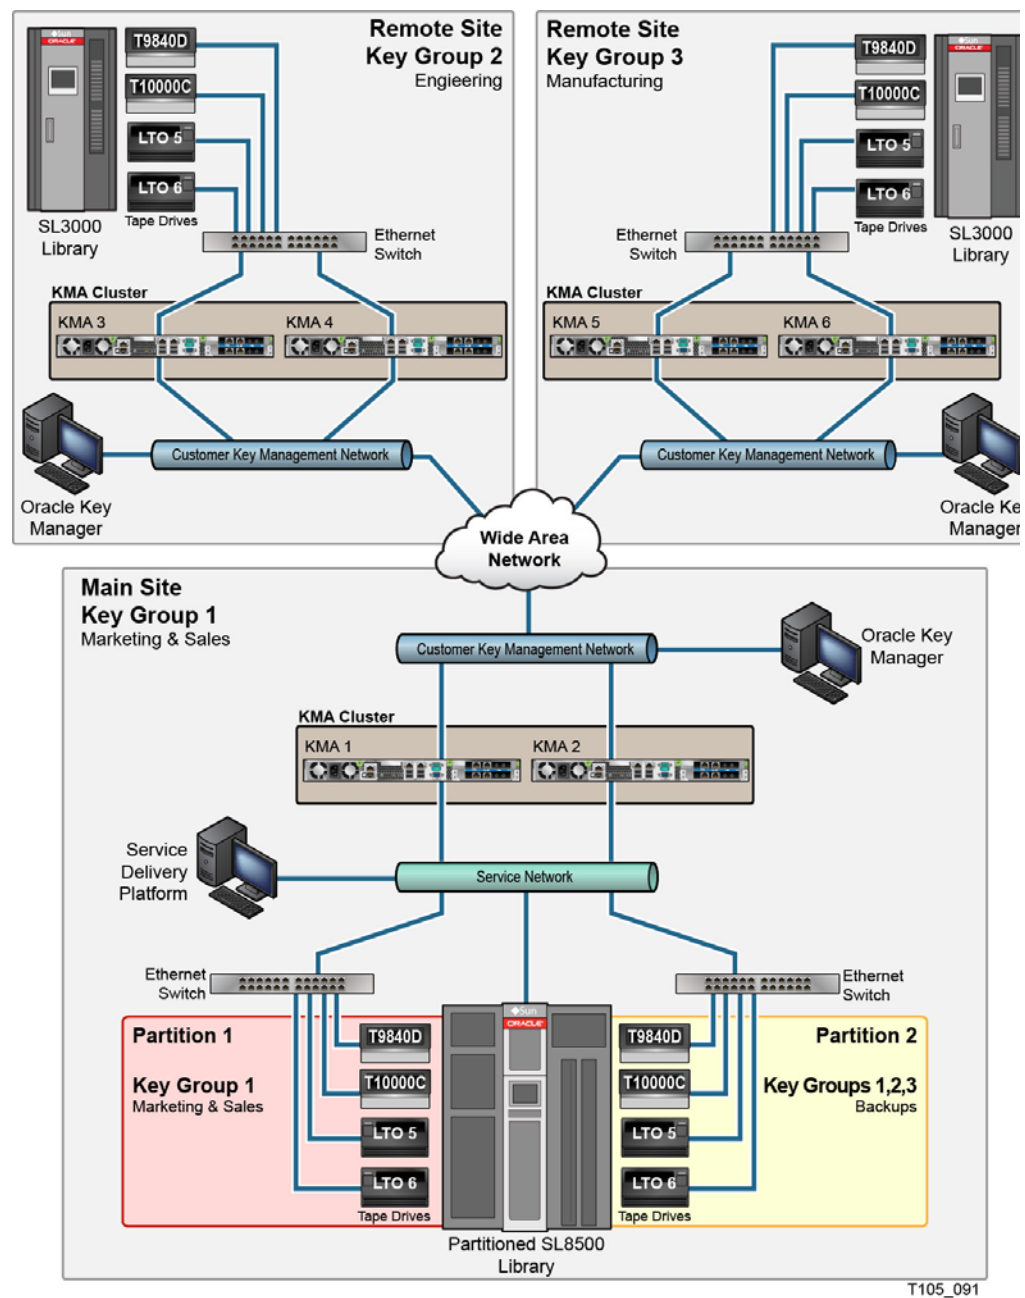 Remote Site
Key Group 2
Engieering
Sun
ORACLE
T9840D
T10000C
LTO 5
LTO 6
Tape Drives
SL3000
Library
Ethernet
Switch
KMA Cluster
KMA 3
KMA 4
Customer Key Management Network
Oracle Key
Manager
Remote Site
Key Group 3
Manufacturing
T9840D
T10000C
LTO 5
LTO 6
Tape Drives
Sun
ORACLE
SL3000
Library
Ethernet
Switch
KMA Cluster
KMA 5
KMA 6
Customer Key Management Network
Oracle Ke
Manager
Wide Area
Network
Main Site
Key Group 1
Marketing & Sales
Customer Key Management Network
Oracle Key
Manager
KMA Cluster
KMA 1
KMA 2
Service
Delivery
Platform
Service Network
Ethernet
Switch
Ethernet
Switch
Partition 1
Key Group 1
Marketing & Sales
T9840D
T10000C
LTO 5
LTO 6
Tape Drives
Sun
ORACLE
T9840D
T10000C
LTO 5
LTO 6
Tape Drives
Partition 2
Key Groups 1,2,3
Backups
Partitioned SL8500
Library
T105_091